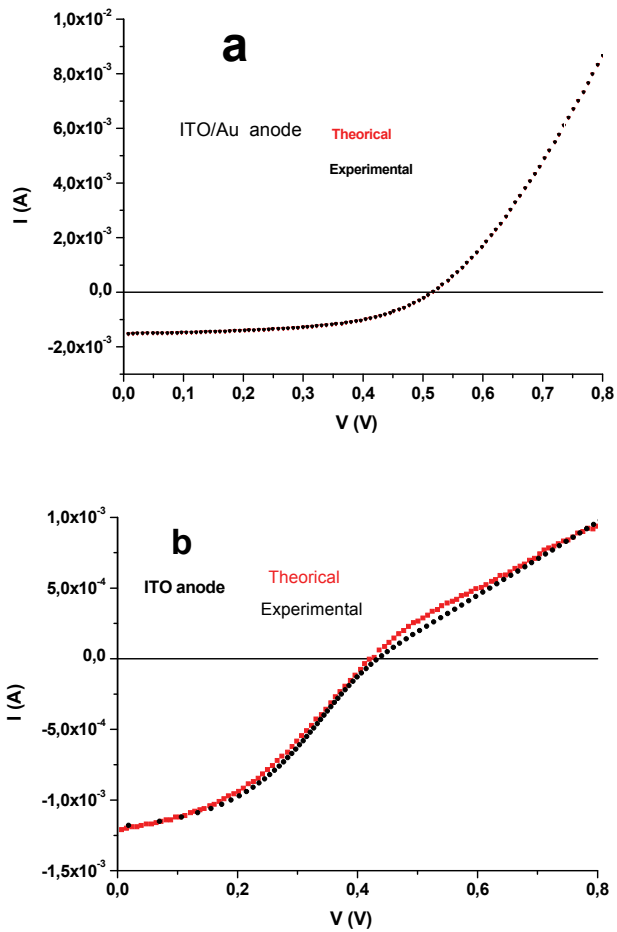 a
1,0x10⁻²
8,0x10⁻³
6,0x10⁻³
4,0x10⁻³
2,0x10⁻³
0,0
-2,0x10⁻³
I (A)
ITO/Au anode
Theorical
Experimental
0,0 0,1 0,2 0,3 0,4 0,5 0,6 0,7 0,8
V (V)
b
1,0x10⁻³
5,0x10⁻⁴
0,0
-5,0x10⁻⁴
-1,0x10⁻³
-1,5x10⁻³
I (A)
ITO anode
Theorical
Experimental
0,0 0,2 0,4 0,6 0,8
V (V)